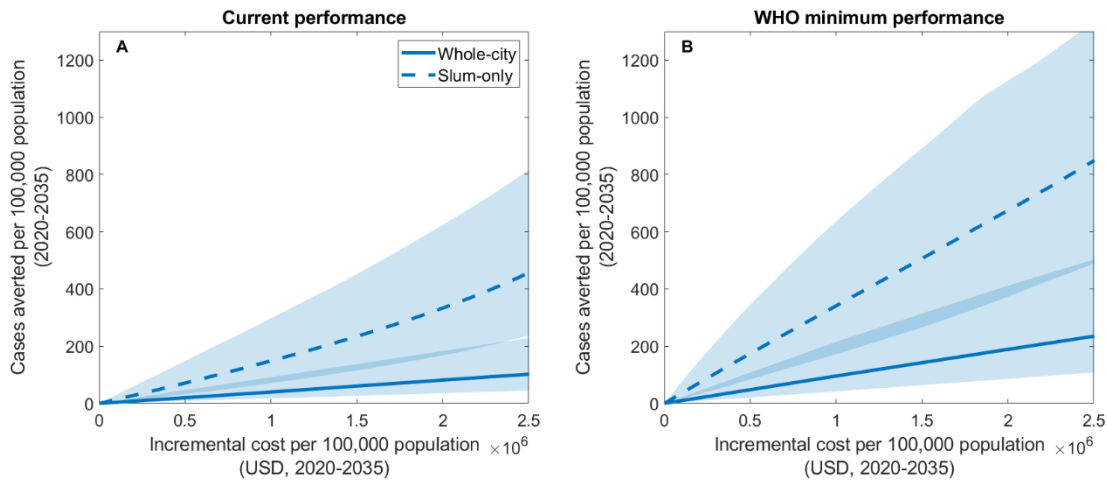 Current performance
A
Whole-city
Slum-only
1200
1000
800
600
400
200
0
Cases averted per 100,000 population
(2020-2035)
0 0.5 1 1.5 2 2.5
×10^6
Incremental cost per 100,000 population
(USD, 2020-2035)
WHO minimum performance
B
1200
1000
800
600
400
200
0
Cases averted per 100,000 population
(2020-2035)
0 0.5 1 1.5 2 2.5
×10^6
Incremental cost per 100,000 population
(USD, 2020-2035)